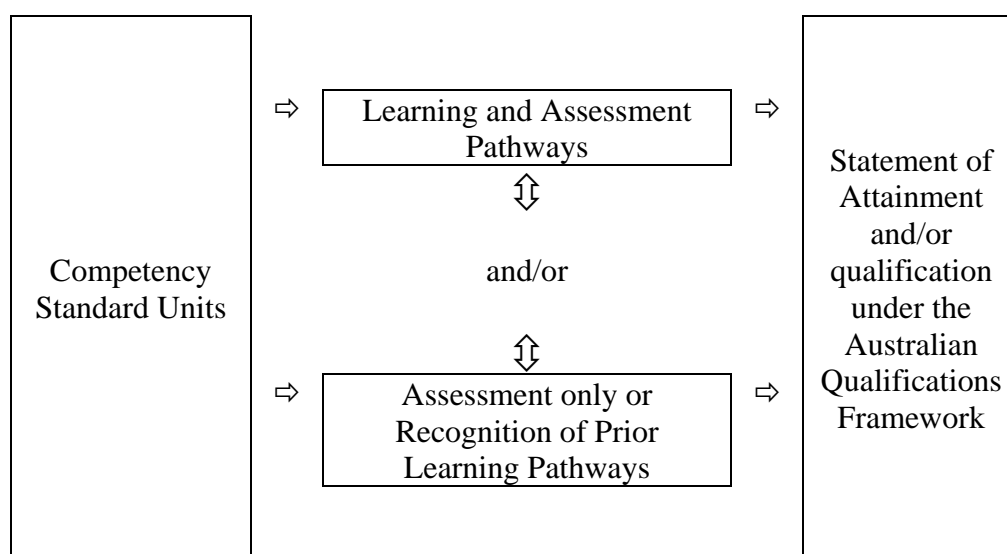 Competency
Standard Units
Learning and Assessment
Pathways
and/or
Assessment only or
Recognition of Prior
Learning Pathways
Statement of
Attainment
and/or
qualification
under the
Australian
Qualifications
Framework